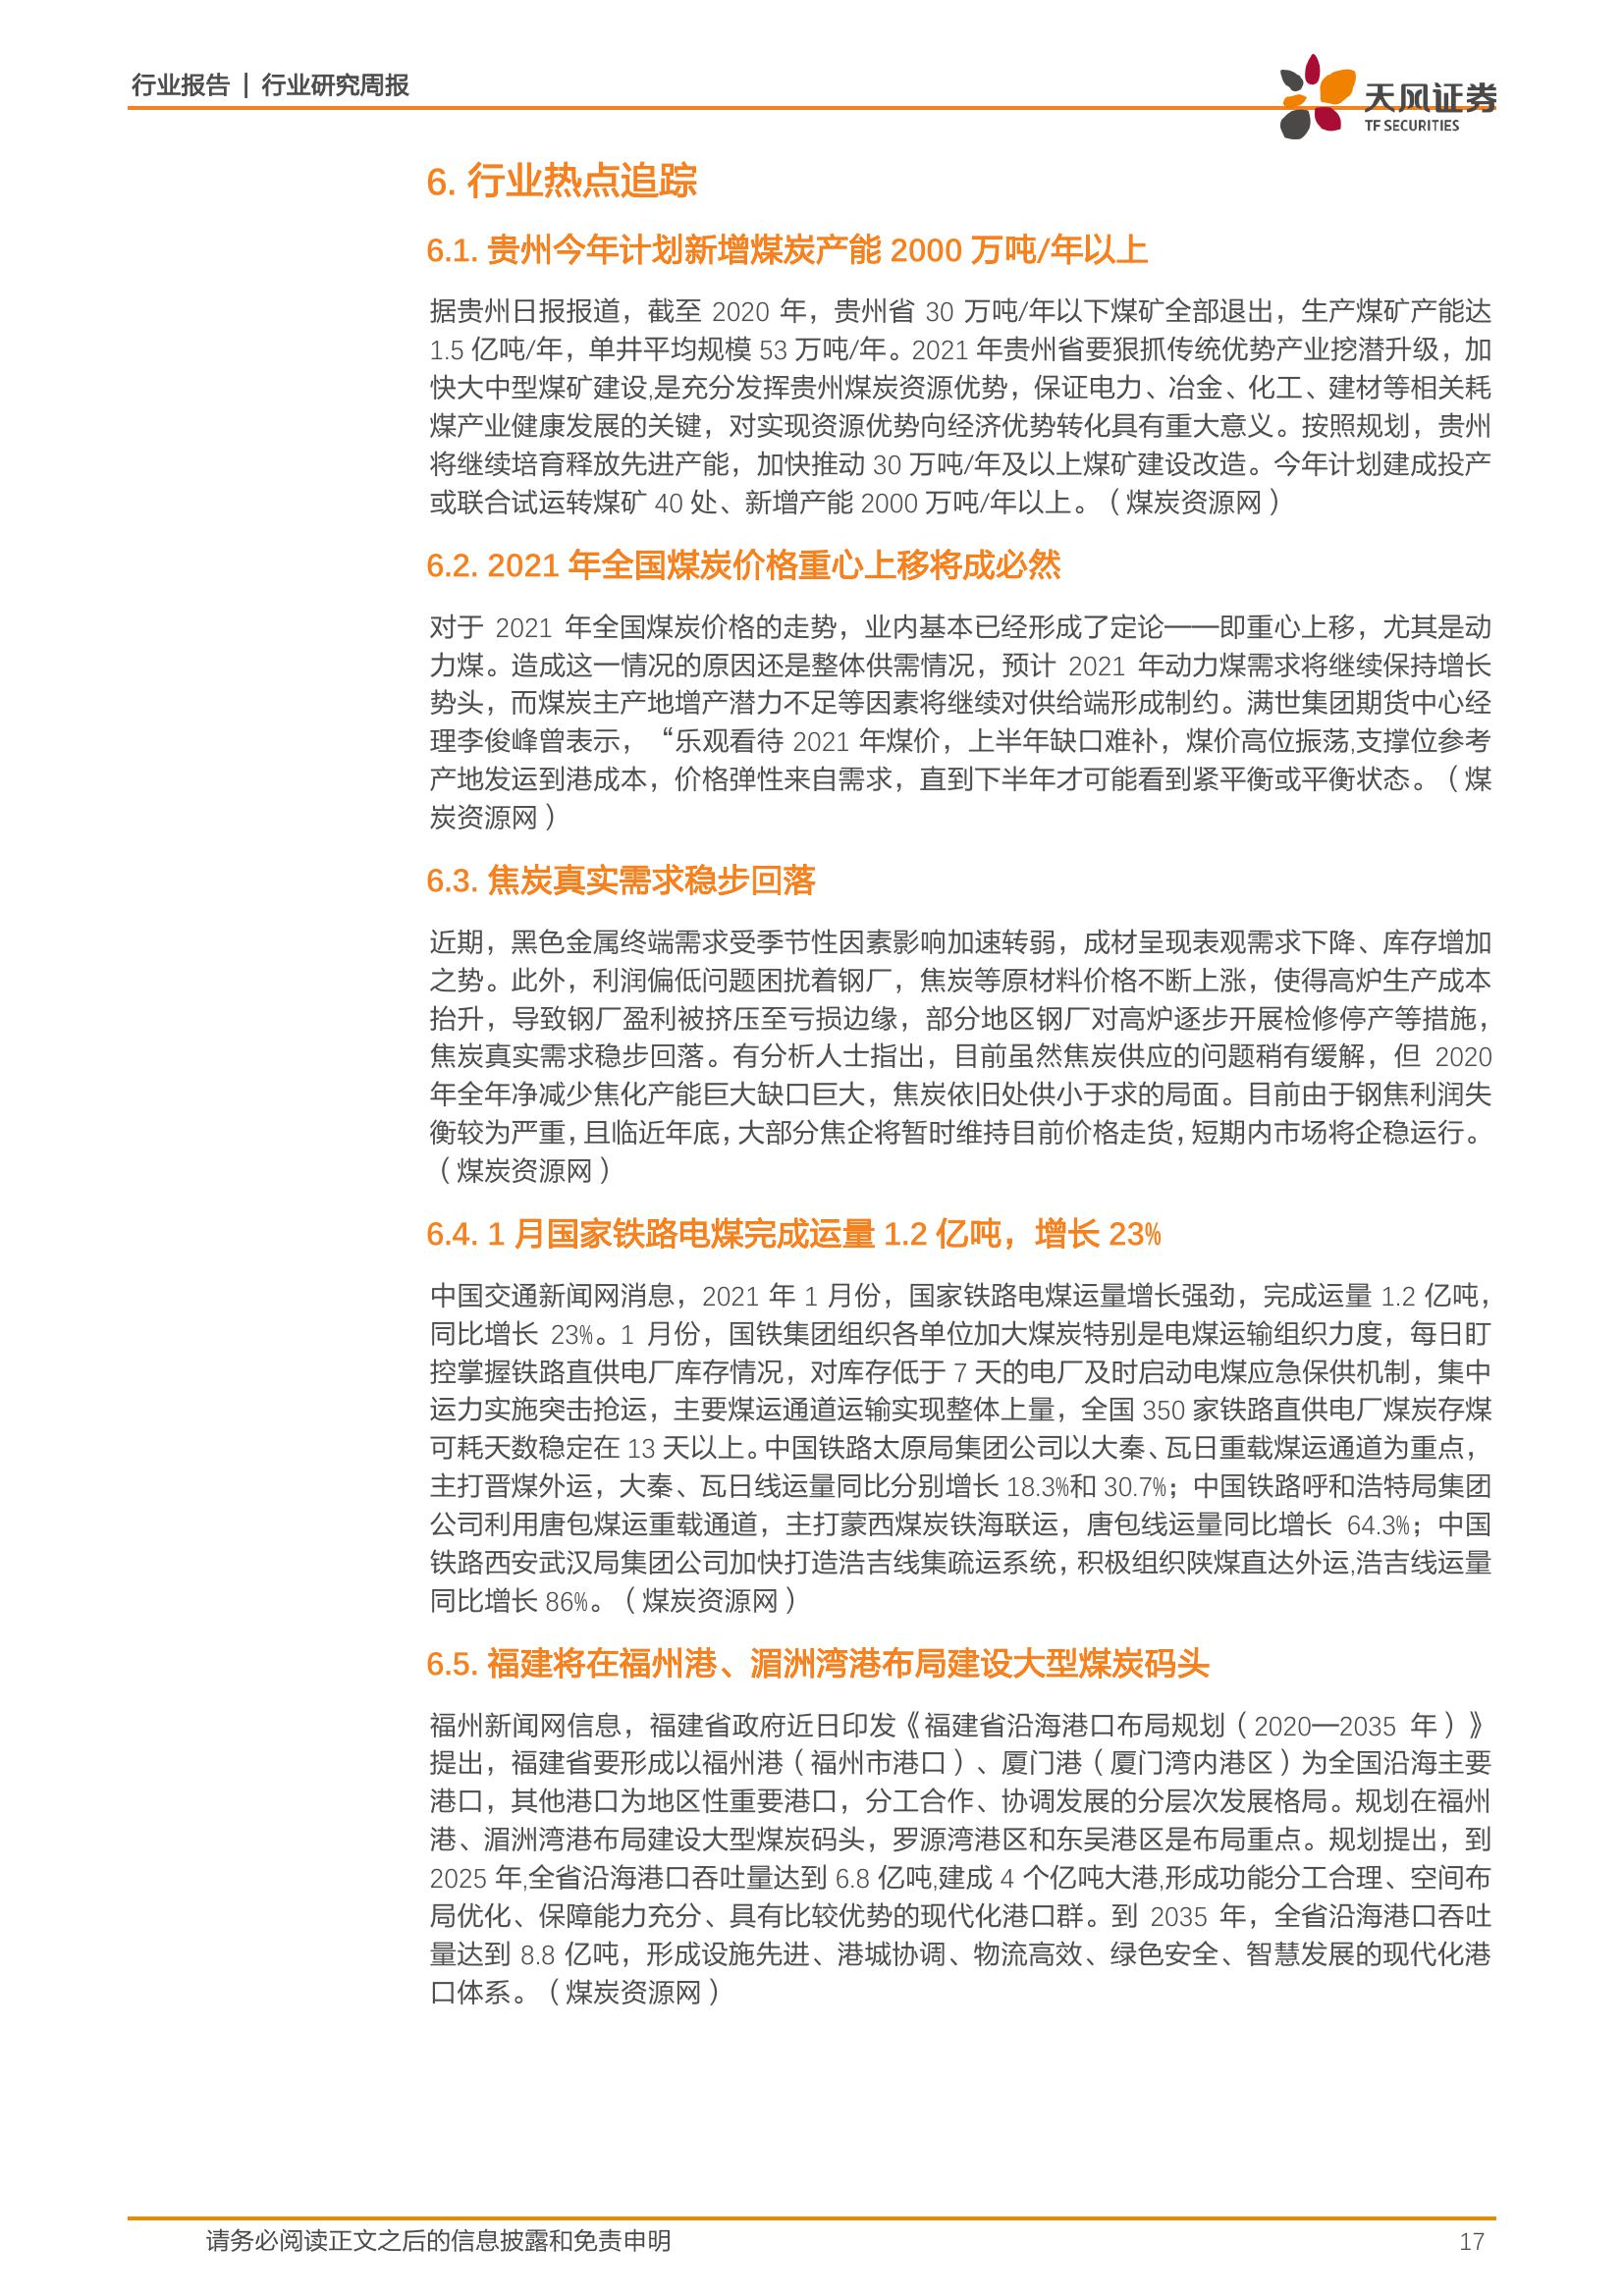 行业报告 | 行业研究周报
天风证券
TF SECURITIES
6. 行业热点追踪
6.1. 贵州今年计划新增煤炭产能 2000 万吨/年以上
据贵州日报报道，截至 2020 年，贵州省 30 万吨/年以下煤矿全部退出，生产煤矿产能达
1.5 亿吨/年，单井平均规模 53 万吨/年。2021 年贵州省要狠抓传统优势产业挖潜升级，加
快大中型煤矿建设,是充分发挥贵州煤炭资源优势，保证电力、冶金、化工、建材等相关耗
煤产业健康发展的关键，对实现资源优势向经济优势转化具有重大意义。按照规划，贵州
将继续培育释放先进产能，加快推动 30 万吨/年及以上煤矿建设改造。今年计划建成投产
或联合试运转煤矿 40 处、新增产能 2000 万吨/年以上。（煤炭资源网）
6.2. 2021 年全国煤炭价格重心上移将成必然
对于 2021 年全国煤炭价格的走势，业内基本已经形成了定论——即重心上移，尤其是动
力煤。造成这一情况的原因还是整体供需情况，预计 2021 年动力煤需求将继续保持增长
势头，而煤炭主产地增产潜力不足等因素将继续对供给端形成制约。满世集团期货中心经
理李俊峰曾表示，“乐观看待 2021 年煤价，上半年缺口难补，煤价高位振荡,支撑位参考
产地发运到港成本，价格弹性来自需求，直到下半年才可能看到紧平衡或平衡状态。（煤
炭资源网）
6.3. 焦炭真实需求稳步回落
近期，黑色金属终端需求受季节性因素影响加速转弱，成材呈现表观需求下降、库存增加
之势。此外，利润偏低问题困扰着钢厂，焦炭等原材料价格不断上涨，使得高炉生产成本
抬升，导致钢厂盈利被挤压至亏损边缘，部分地区钢厂对高炉逐步开展检修停产等措施，
焦炭真实需求稳步回落。有分析人士指出，目前虽然焦炭供应的问题稍有缓解，但 2020
年全年净减少焦化产能巨大缺口巨大，焦炭依旧处供小于求的局面。目前由于钢焦利润失
衡较为严重，且临近年底，大部分焦企将暂时维持目前价格走货，短期内市场将企稳运行。
（煤炭资源网）
6.4. 1 月国家铁路电煤完成运量 1.2 亿吨，增长 23%
中国交通新闻网消息，2021 年 1 月份，国家铁路电煤运量增长强劲，完成运量 1.2 亿吨，
同比增长 23%。1 月份，国铁集团组织各单位加大煤炭特别是电煤运输组织力度，每日盯
控掌握铁路直供电厂库存情况，对库存低于 7 天的电厂及时启动电煤应急保供机制，集中
运力实施突击抢运，主要煤运通道运输实现整体上量，全国 350 家铁路直供电厂煤炭存煤
可耗天数稳定在 13 天以上。中国铁路太原局集团公司以大秦、瓦日重载煤运通道为重点，
主打晋煤外运，大秦、瓦日线运量同比分别增长 18.3%和 30.7%；中国铁路呼和浩特局集团
公司利用唐包煤运重载通道，主打蒙西煤炭铁海联运，唐包线运量同比增长 64.3%；中国
铁路西安武汉局集团公司加快打造浩吉线集疏运系统，积极组织陕煤直达外运,浩吉线运量
同比增长 86%。（煤炭资源网）
6.5. 福建将在福州港、湄洲湾港布局建设大型煤炭码头
福州新闻网信息，福建省政府近日印发《福建省沿海港口布局规划（2020—2035 年）》
提出，福建省要形成以福州港（福州市港口）、厦门港（厦门湾内港区）为全国沿海主要
港口，其他港口为地区性重要港口，分工合作、协调发展的分层次发展格局。规划在福州
港、湄洲湾港布局建设大型煤炭码头，罗源湾港区和东吴港区是布局重点。规划提出，到
2025 年,全省沿海港口吞吐量达到 6.8 亿吨,建成 4 个亿吨大港,形成功能分工合理、空间布
局优化、保障能力充分、具有比较优势的现代化港口群。到 2035 年，全省沿海港口吞吐
量达到 8.8 亿吨，形成设施先进、港城协调、物流高效、绿色安全、智慧发展的现代化港
口体系。（煤炭资源网）
请务必阅读正文之后的信息披露和免责申明
17